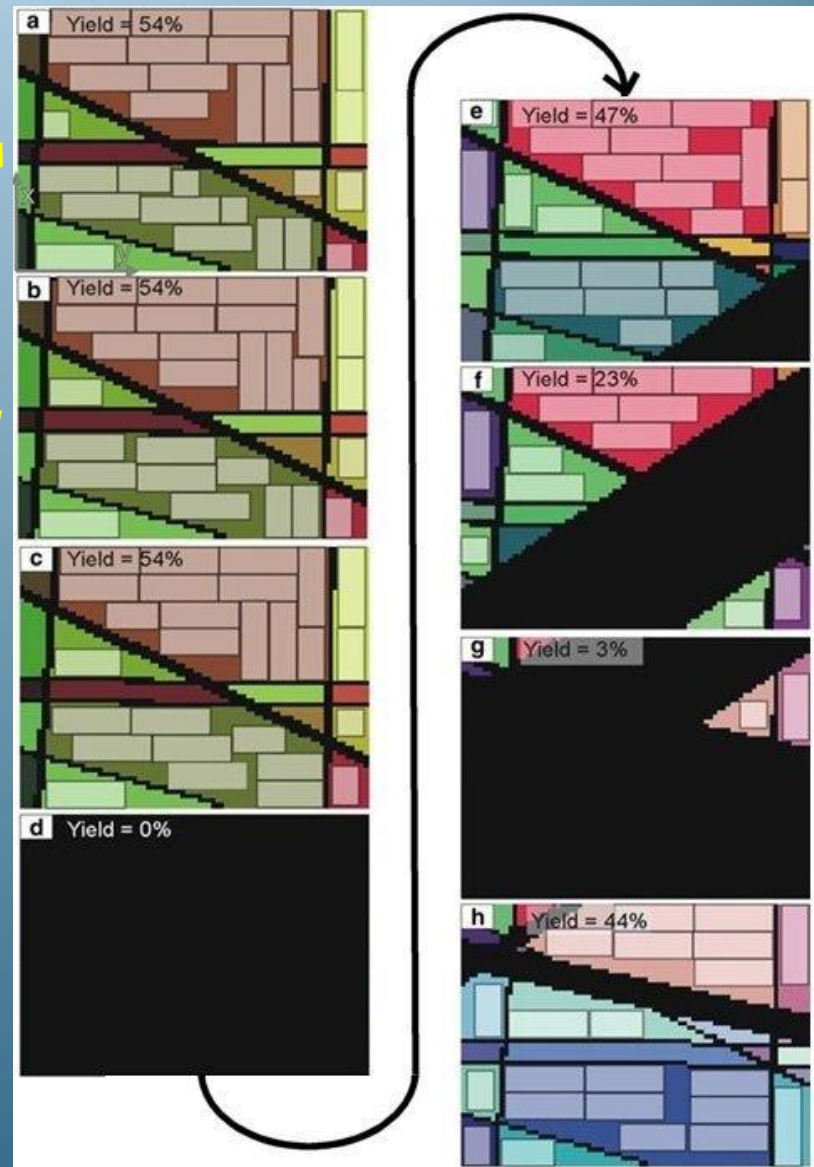 a Yield = 54%
x
y
b Yield = 54%
c Yield = 54%
d Yield = 0%
e Yield = 47%
f Yield = 23%
g Yield = 3%
h Yield = 44%